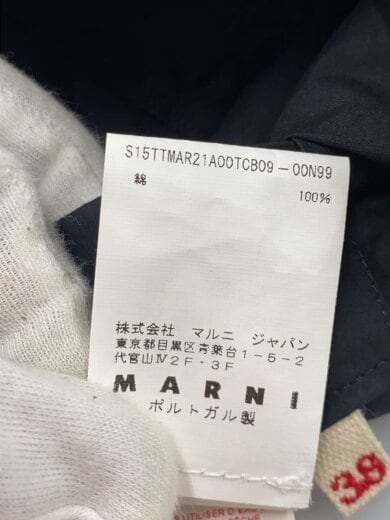 S15TTMAR21A00TCB09-00N99
綿 100%
株式会社 マルニ ジャパン
東京都目黒区青葉台1-5-2
代官山Ⅳ2F・3F
MARNI
ポルトガル製
38
UTILISER D'EAU